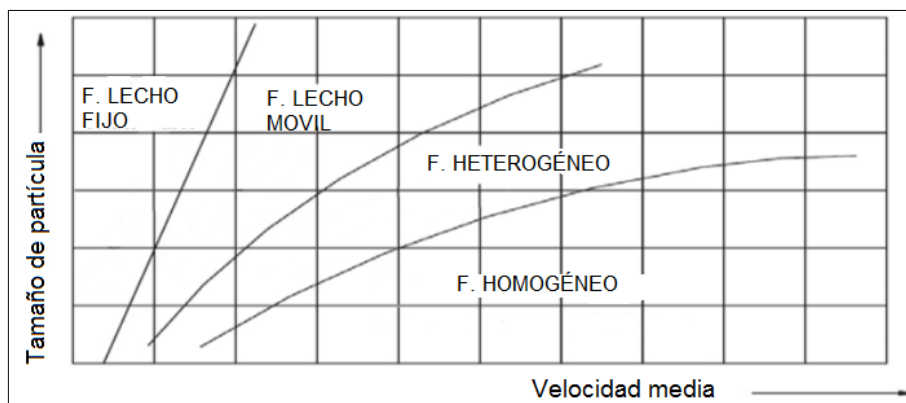 Tamaño de partícula
F. LECHO
FIJO
F. LECHO
MOVIL
F. HETEROGÉNEO
F. HOMOGÉNEO
Velocidad media